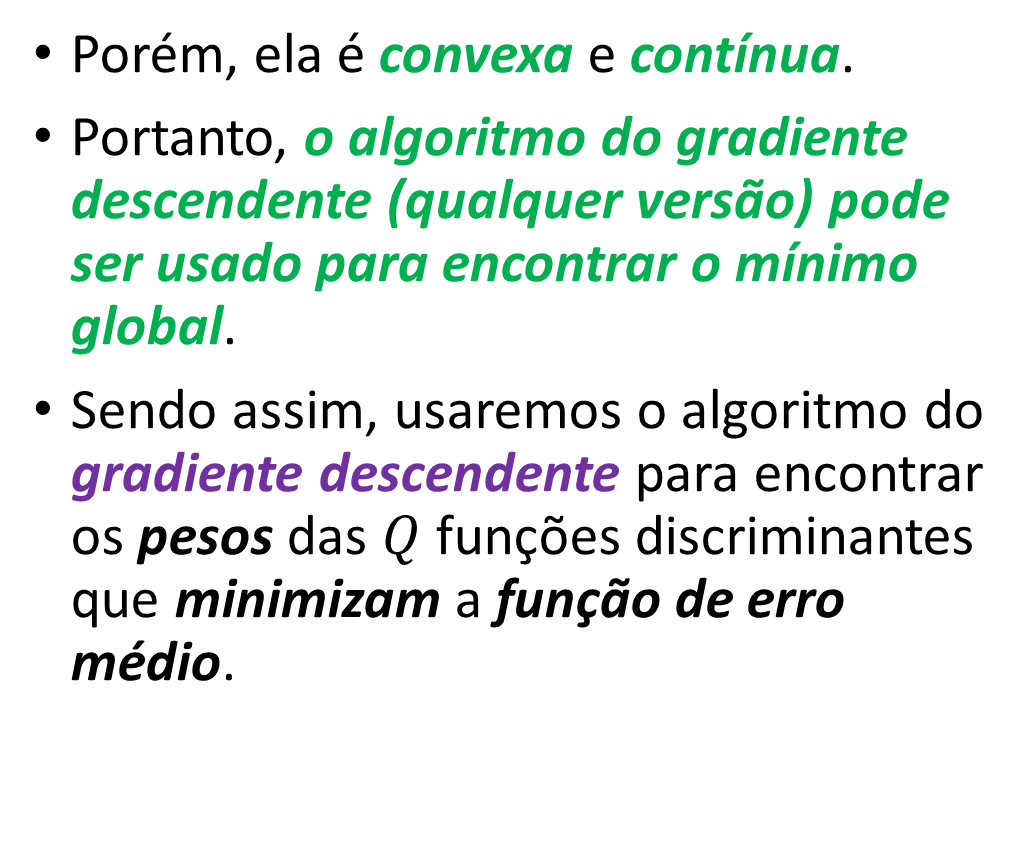 • Porém, ela é convexa e contínua.
• Portanto, o algoritmo do gradiente
descendente (qualquer versão) pode
ser usado para encontrar o mínimo
global.
• Sendo assim, usaremos o algoritmo do
gradiente descendente para encontrar
os pesos das Q funções discriminantes
que minimizam a função de erro
médio.